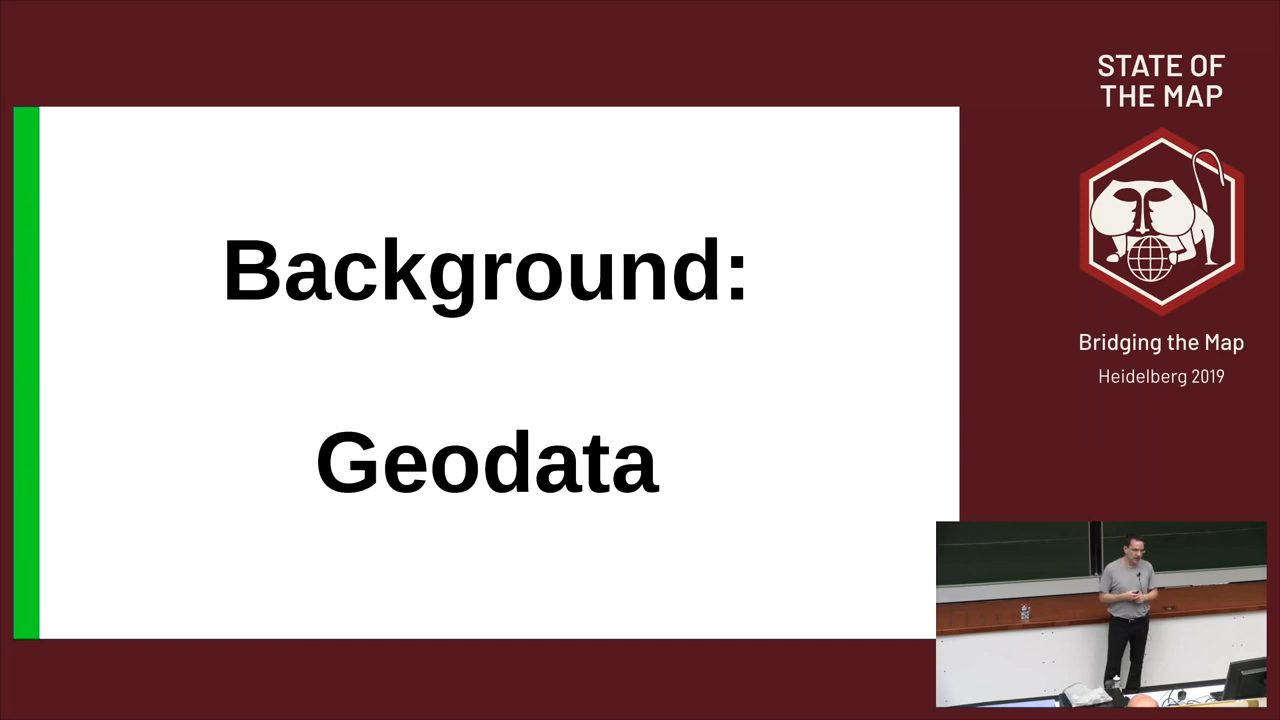 STATE OF
THE MAP
Background:
Geodata
Bridging the Map
Heidelberg 2019